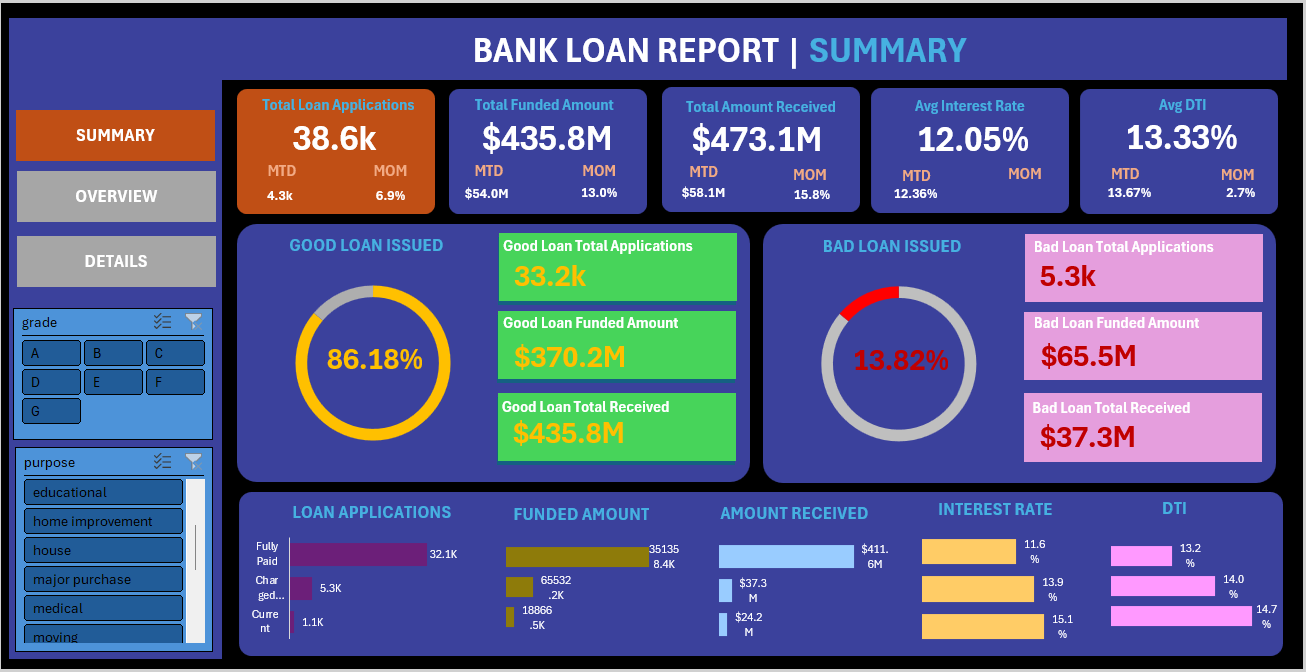 BANK LOAN REPORT | SUMMARY
SUMMARY
OVERVIEW
DETAILS
grade
A B C
D E F
G
purpose
educational
home improvement
house
major purchase
medical
moving
Total Loan Applications
38.6k
MTD MOM
4.3k 6.9%
Total Funded Amount
$435.8M
MTD MOM
$54.0M 13.0%
Total Amount Received
$473.1M
MTD MOM
$58.1M 15.8%
Avg Interest Rate
12.05%
MTD MOM
12.36%
Avg DTI
13.33%
MTD MOM
13.67% 2.7%
GOOD LOAN ISSUED
86.18%
Good Loan Total Applications
33.2k
Good Loan Funded Amount
$370.2M
Good Loan Total Received
$435.8M
BAD LOAN ISSUED
13.82%
Bad Loan Total Applications
5.3k
Bad Loan Funded Amount
$65.5M
Bad Loan Total Received
$37.3M
LOAN APPLICATIONS
Fully
Paid
32.1K
Char
ged...
5.3K
Curre
nt
1.1K
FUNDED AMOUNT
35135
8.4K
65532
.2K
18866
.5K
AMOUNT RECEIVED
$411.
6M
$37.3
M
$24.2
M
INTEREST RATE
11.6
%
13.9
%
15.1
%
DTI
13.2
%
14.0
%
14.7
%